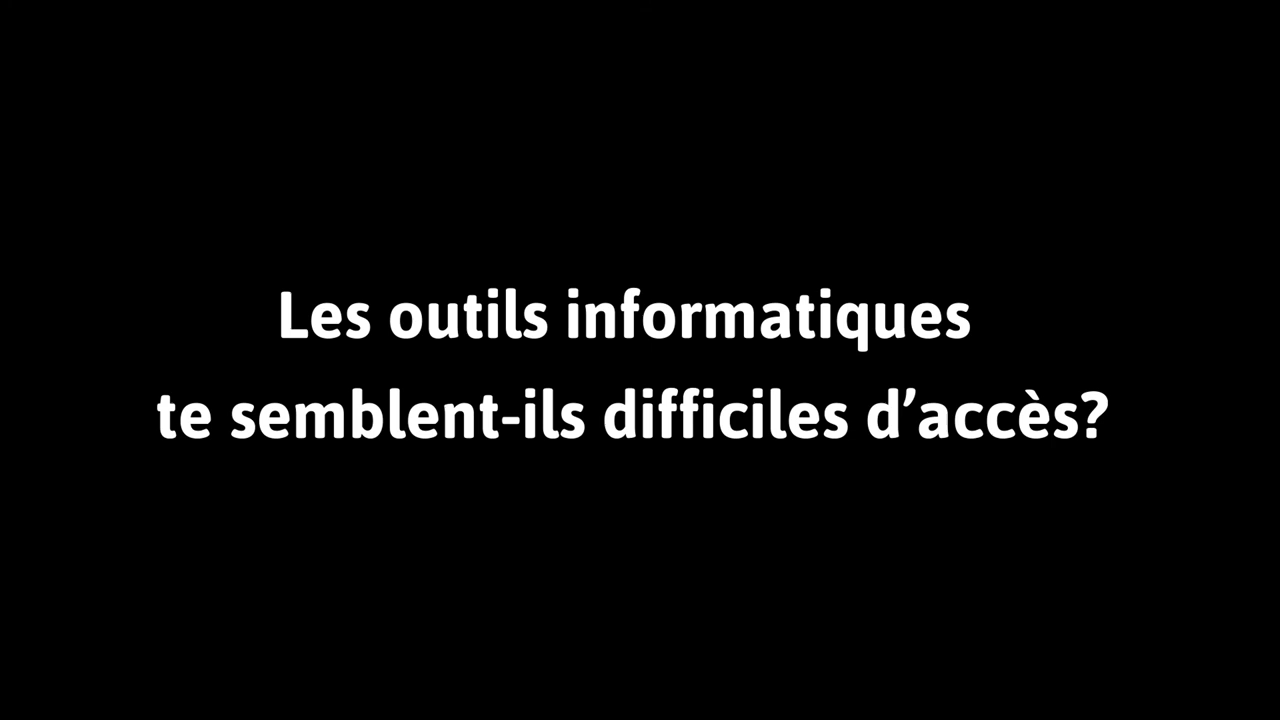 Les outils informatiques
te semblent-ils difficiles d’accès?